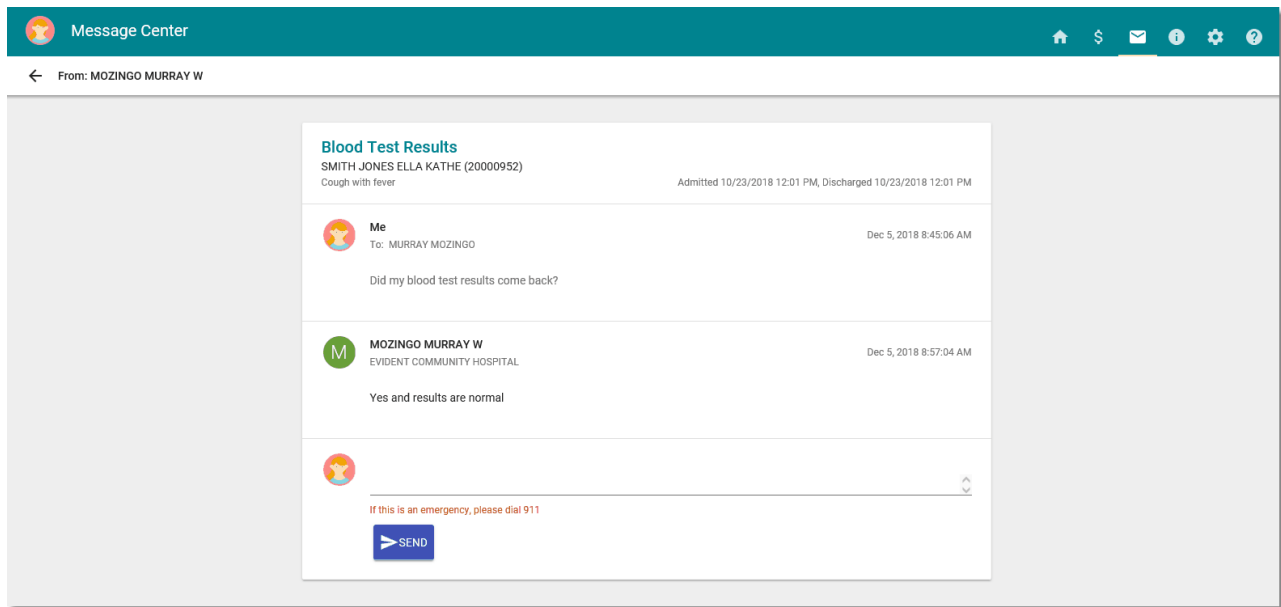 Message Center
$
From: MOZINGO MURRAY W
Blood Test Results
SMITH JONES ELLA KATHE (20000952)
Cough with fever Admitted 10/23/2018 12:01 PM, Discharged 10/23/2018 12:01 PM
Me
Dec 5, 2018 8:45:06 AM
To: MURRAY MOZINGO
Did my blood test results come back?
M
MOZINGO MURRAY W
Dec 5, 2018 8:57:04 AM
EVIDENT COMMUNITY HOSPITAL
Yes and results are normal
If this is an emergency, please dial 911
SEND